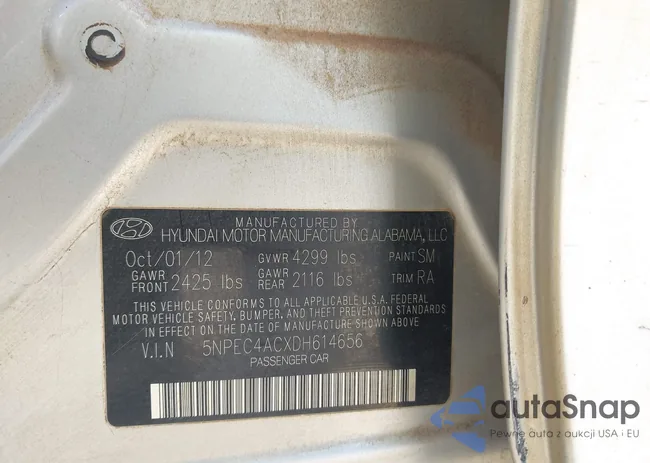 MANUFACTURED BY
HYUNDAI MOTOR MANUFACTURING ALABAMA, LLC
Oct/01/12 GVWR 4299 lbs PAINT SM
GAWR FRONT 2425 lbs GAWR REAR 2116 lbs TRIM RA
THIS VEHICLE CONFORMS TO ALL APPLICABLE U.S.A. FEDERAL
MOTOR VEHICLE SAFETY, BUMPER, AND THEFT PREVENTION STANDARDS
IN EFFECT ON THE DATE OF MANUFACTURE SHOWN ABOVE.
V.I.N 5NPEC4ACXDH614656
PASSENGER CAR
autaSnap
Pewne auta z aukcji USA i EU